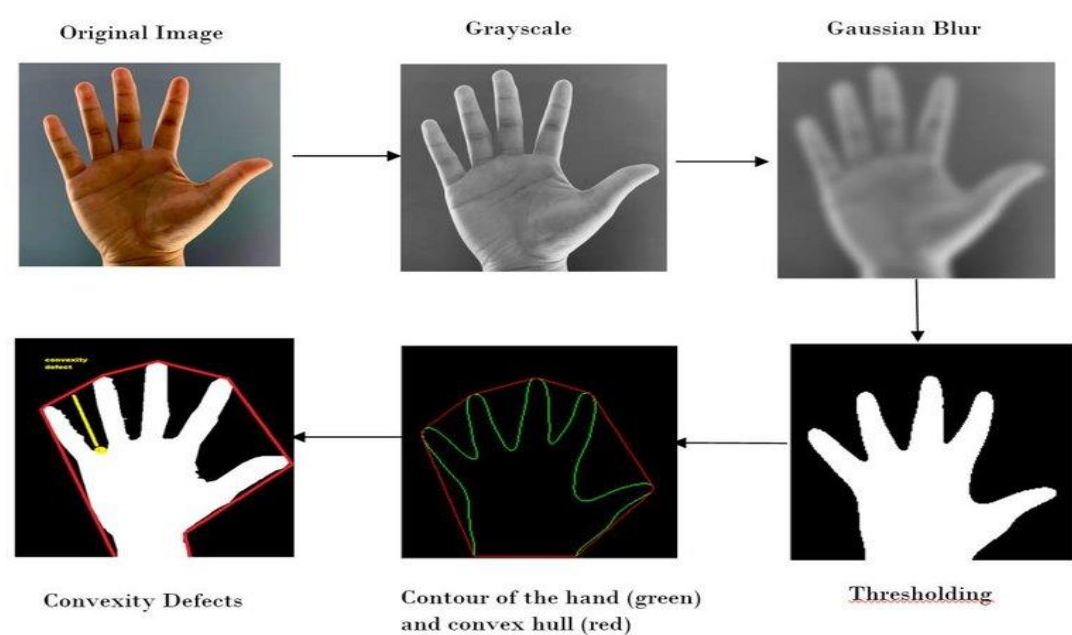 Original Image
Grayscale
Gaussian Blur
convexity
defect
Convexity Defects
Contour of the hand (green)
and convex hull (red)
Thresholding